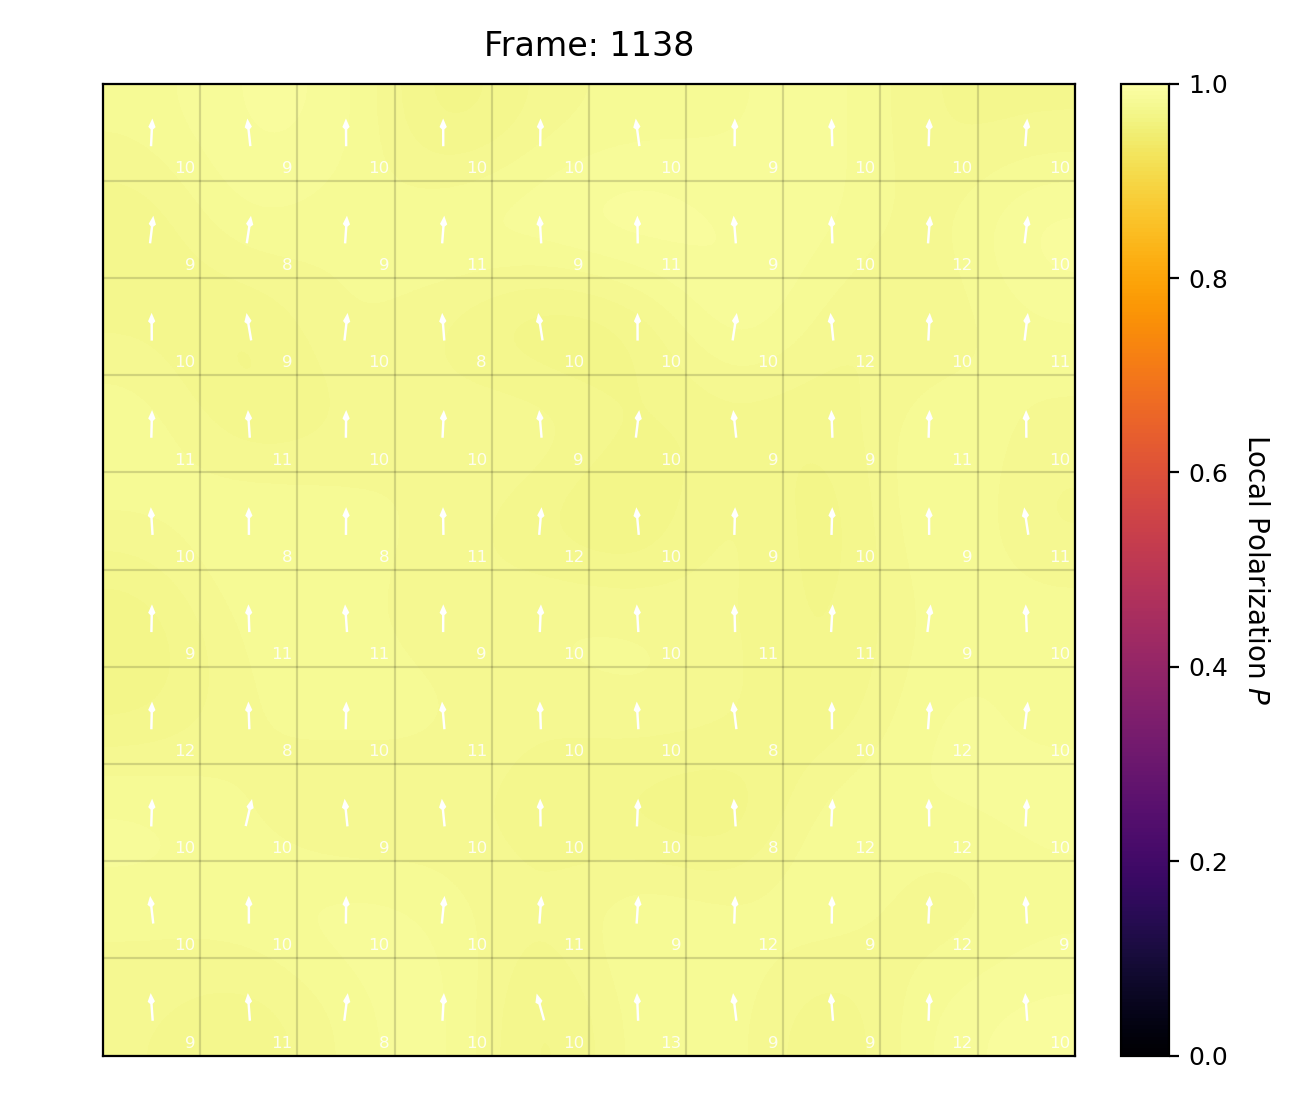 Frame: 1138
10 9 10 10 10 10 9 10 10 10
9 8 9 11 9 11 9 10 12 10
10 9 10 8 10 10 10 12 10 11
11 11 10 10 9 10 9 9 11 10
10 8 8 11 12 10 9 10 9 11
9 11 11 9 10 10 11 11 9 10
12 8 10 11 10 10 8 10 12 10
10 10 9 10 10 10 8 12 12 10
10 10 10 10 11 9 12 9 12 9
9 11 8 10 10 13 9 9 12 10
1.0
0.8
0.6
0.4
0.2
0.0
Local Polarization P